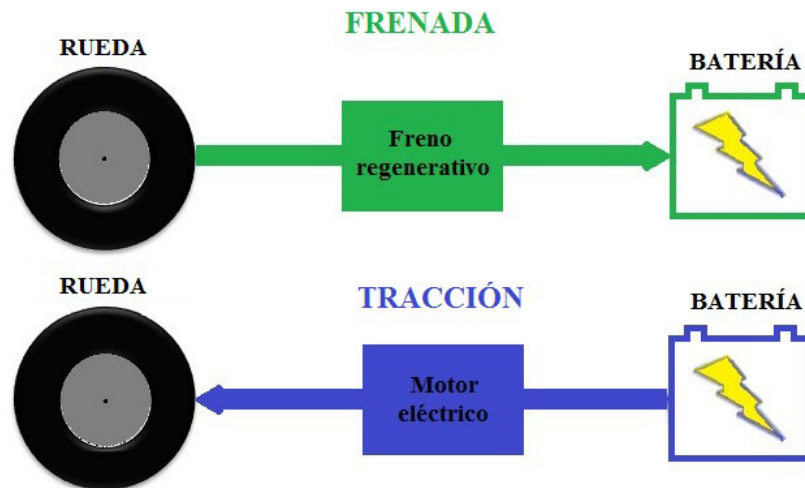 FRENADA
RUEDA
BATERÍA
Freno
regenerativo
RUEDA
TRACCIÓN
BATERÍA
Motor
eléctrico